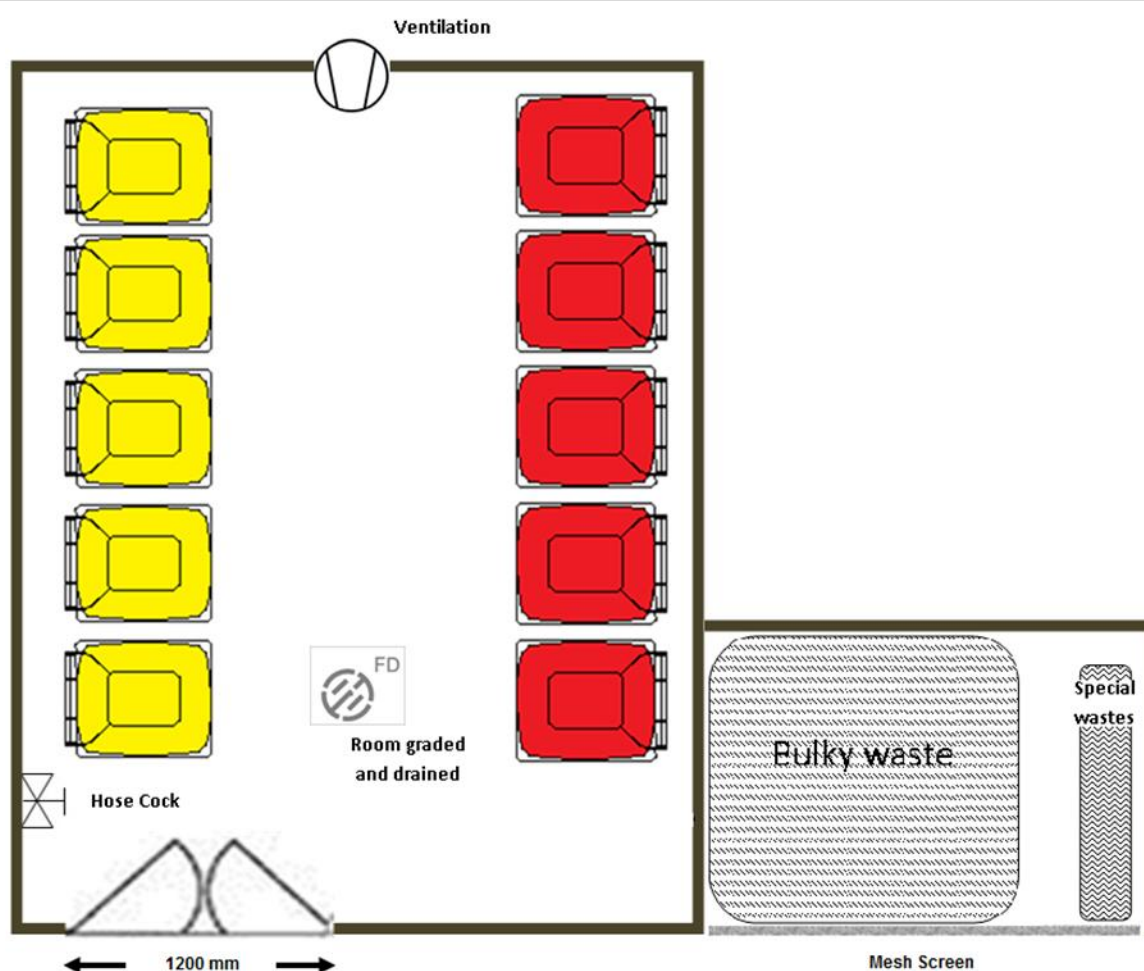 Ventilation
FD
Room graded
and drained
Hose Cock
Special
wastes
Bulky waste
1200 mm
Mesh Screen